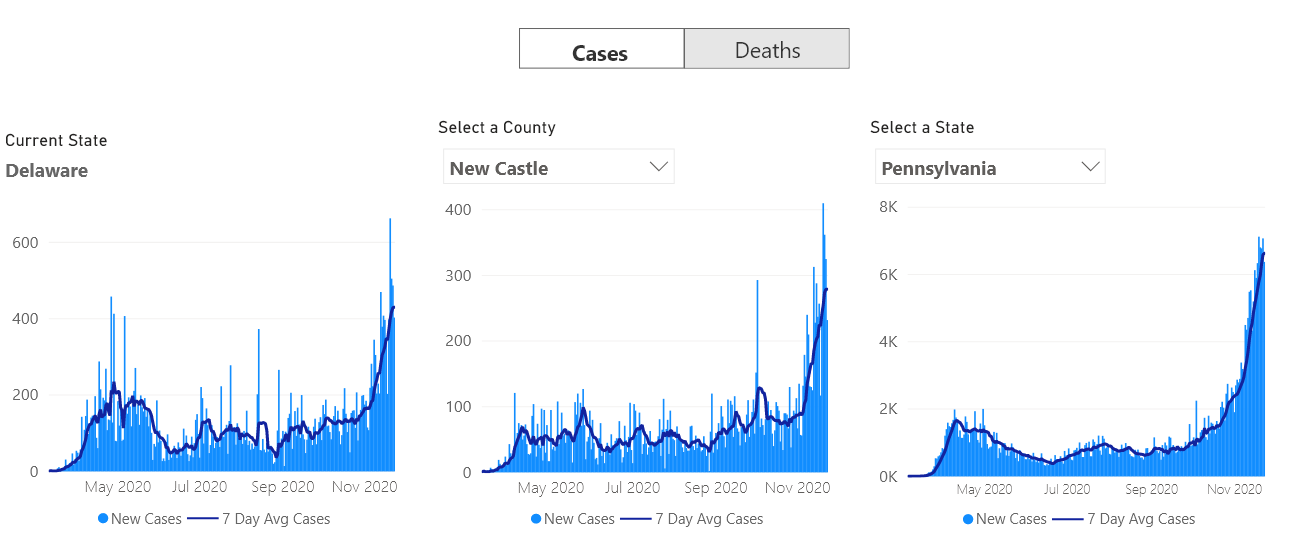 Cases Deaths
Current State
Delaware
600
400
200
0
May 2020 Jul 2020 Sep 2020 Nov 2020
New Cases 7 Day Avg Cases
Select a County
New Castle
400
300
200
100
0
May 2020 Jul 2020 Sep 2020 Nov 2020
New Cases 7 Day Avg Cases
Select a State
Pennsylvania
8K
6K
4K
2K
0K
May 2020 Jul 2020 Sep 2020 Nov 2020
New Cases 7 Day Avg Cases